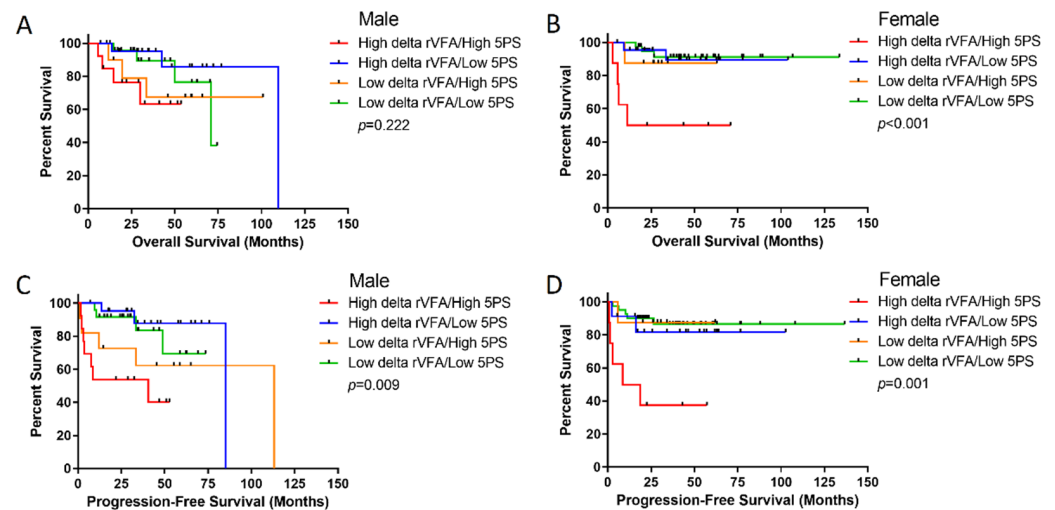 A
Male
High delta rVFA/High 5PS
High delta rVFA/Low 5PS
Low delta rVFA/High 5PS
Low delta rVFA/Low 5PS
p=0.222
Percent Survival
100
80
60
40
20
0
0 25 50 75 100 125 150
Overall Survival (Months)
B
Female
High delta rVFA/High 5PS
High delta rVFA/Low 5PS
Low delta rVFA/High 5PS
Low delta rVFA/Low 5PS
p<0.001
Percent Survival
100
80
60
40
20
0
0 25 50 75 100 125 150
Overall Survival (Months)
C
Male
High delta rVFA/High 5PS
High delta rVFA/Low 5PS
Low delta rVFA/High 5PS
Low delta rVFA/Low 5PS
p=0.009
Percent Survival
100
80
60
40
20
0
0 25 50 75 100 125 150
Progression-Free Survival (Months)
D
Female
High delta rVFA/High 5PS
High delta rVFA/Low 5PS
Low delta rVFA/High 5PS
Low delta rVFA/Low 5PS
p=0.001
Percent Survival
100
80
60
40
20
0
0 25 50 75 100 125 150
Progression-Free Survival (Months)